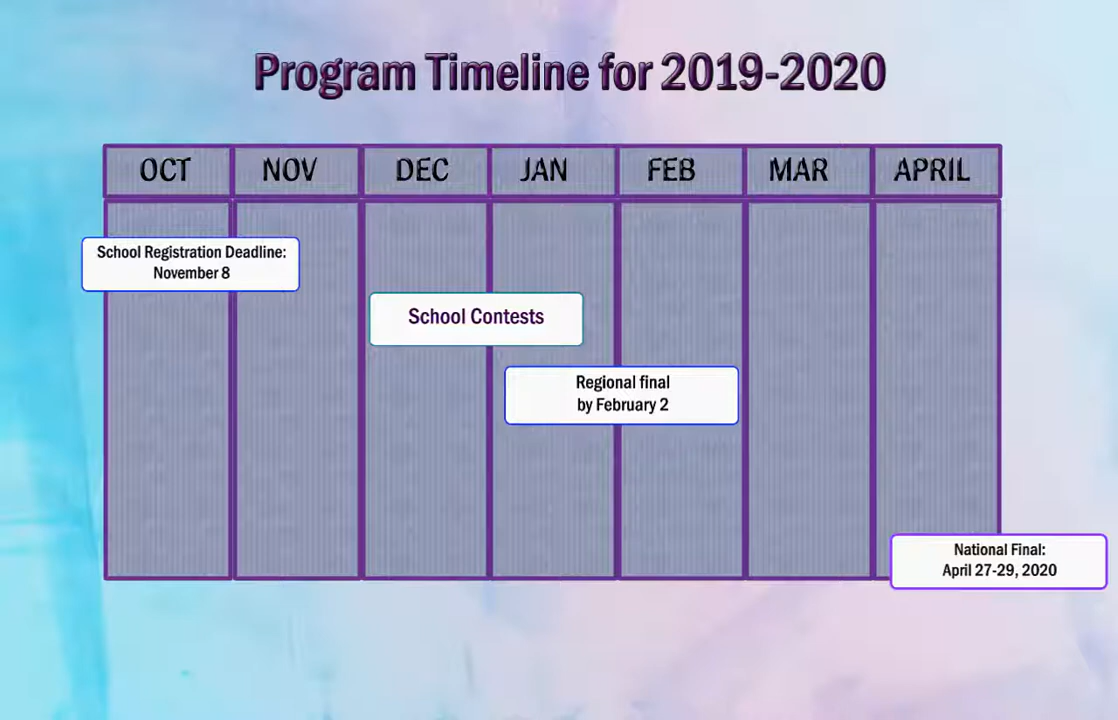 Program Timeline for 2019-2020
OCT NOV DEC JAN FEB MAR APRIL
School Registration Deadline:
November 8
School Contests
Regional final
by February 2
National Final:
April 27-29, 2020